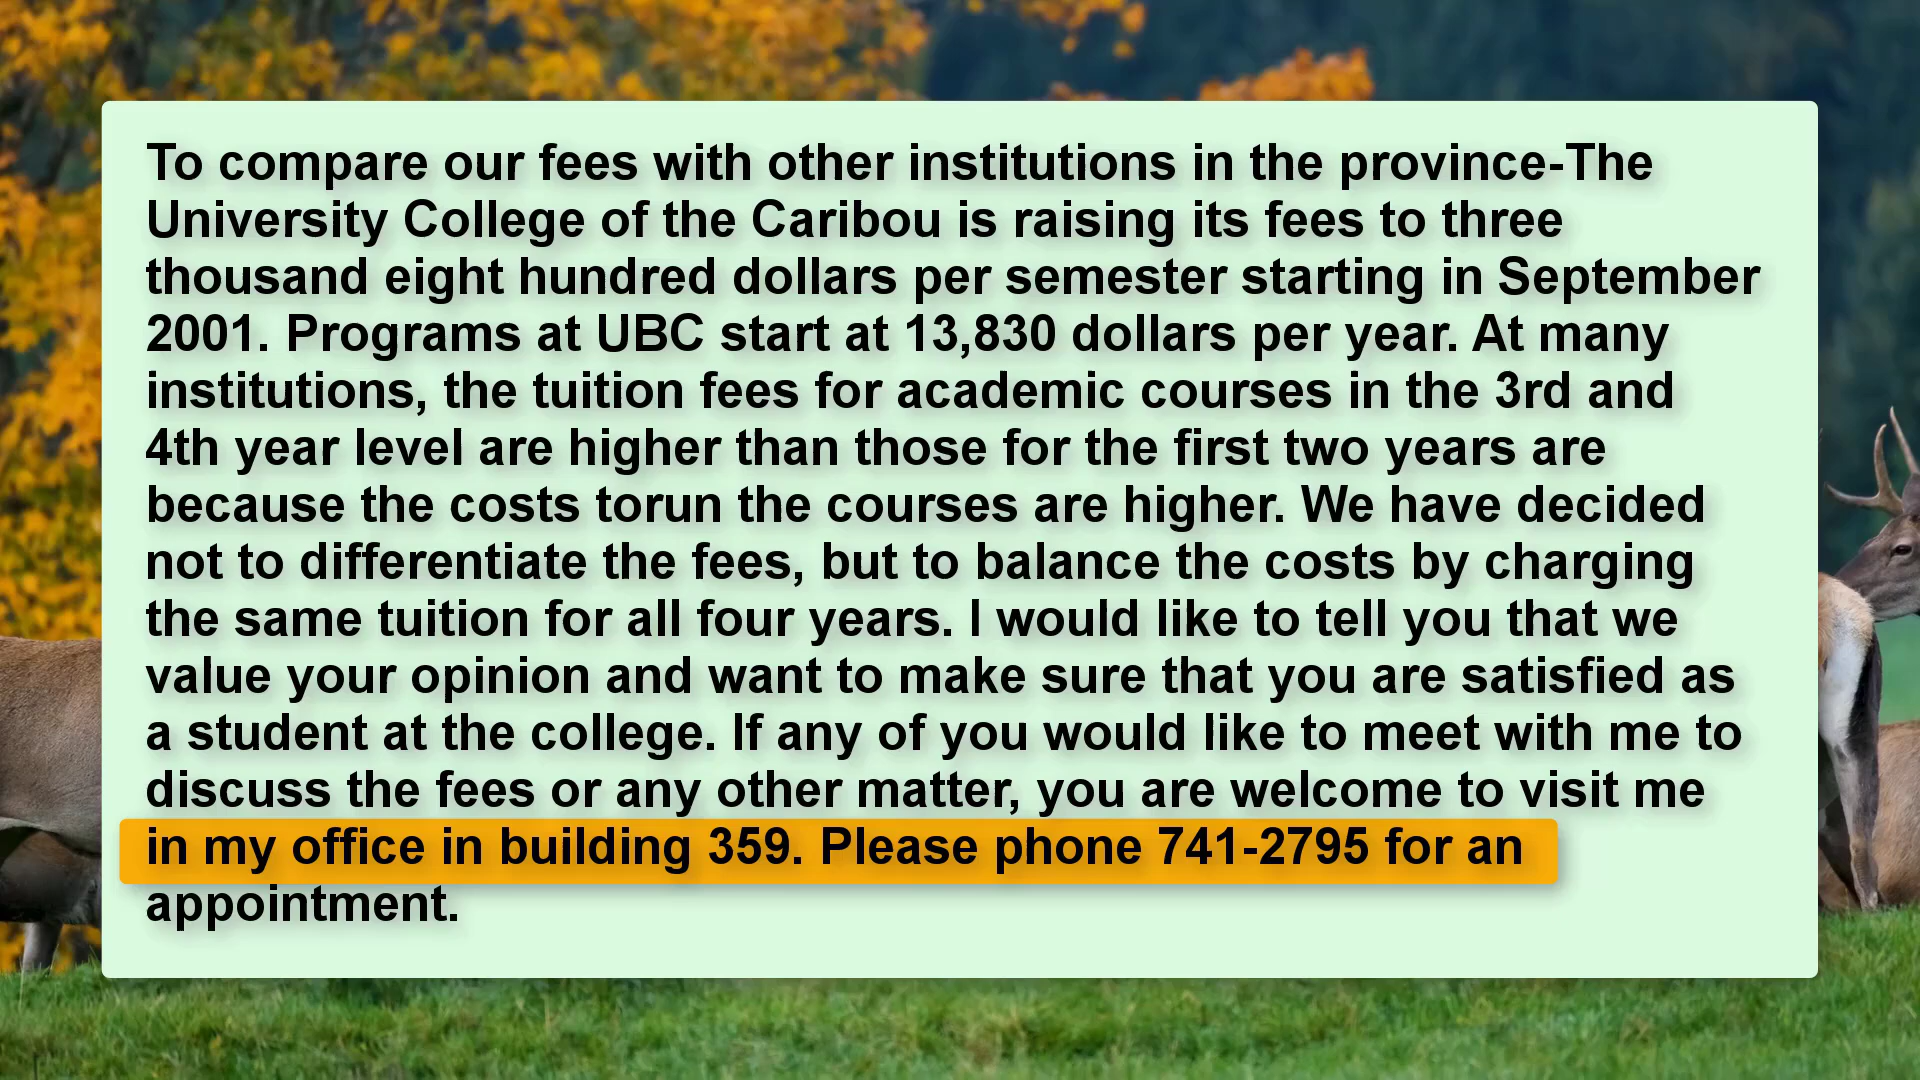 To compare our fees with other institutions in the province-The
University College of the Caribou is raising its fees to three
thousand eight hundred dollars per semester starting in September
2001. Programs at UBC start at 13,830 dollars per year. At many
institutions, the tuition fees for academic courses in the 3rd and
4th year level are higher than those for the first two years are
because the costs torun the courses are higher. We have decided
not to differentiate the fees, but to balance the costs by charging
the same tuition for all four years. I would like to tell you that we
value your opinion and want to make sure that you are satisfied as
a student at the college. If any of you would like to meet with me to
discuss the fees or any other matter, you are welcome to visit me
in my office in building 359. Please phone 741-2795 for an
appointment.